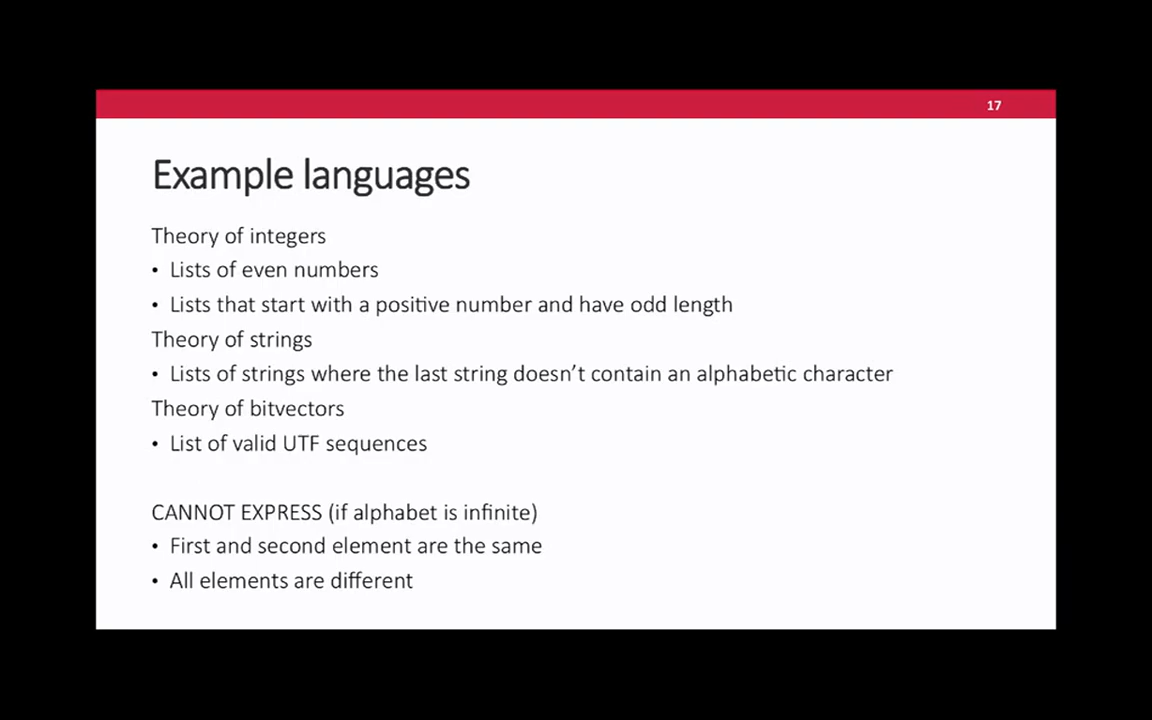 17
Example languages
Theory of integers
• Lists of even numbers
• Lists that start with a positive number and have odd length
Theory of strings
• Lists of strings where the last string doesn’t contain an alphabetic character
Theory of bitvectors
• List of valid UTF sequences
CANNOT EXPRESS (if alphabet is infinite)
• First and second element are the same
• All elements are different